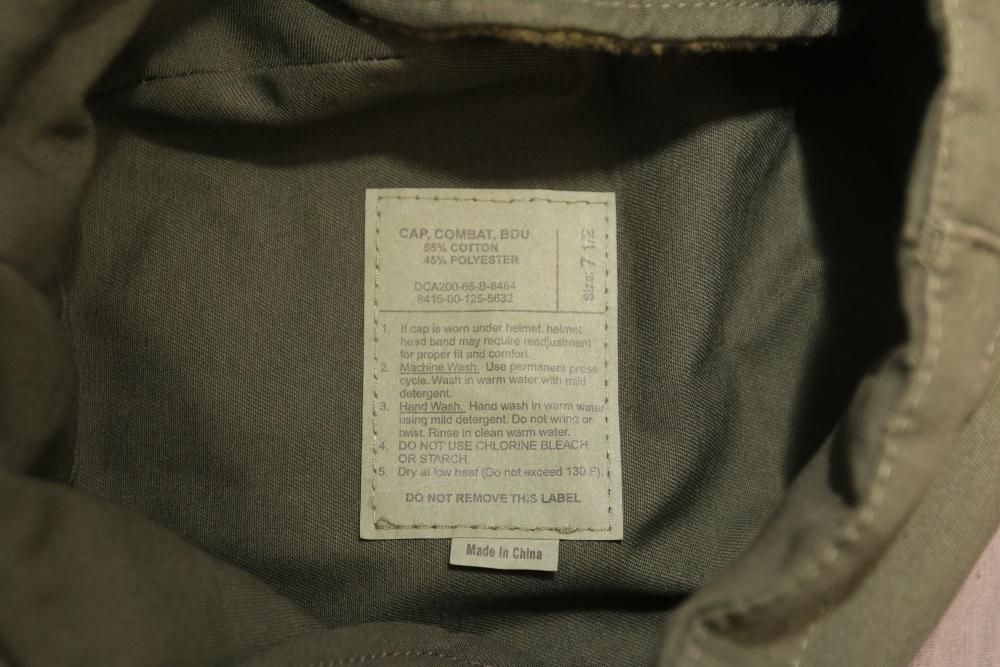 CAP, COMBAT, BDU
55% COTTON
45% POLYESTER
DCA200-65-B-8484
8415-00-125-5632
Size: 7 1/2
1. If cap is worn under helmet. helmet
head band may require readjustment
for proper fit and comfort.
2. Machine Wash. Use permanent press
cycle. Wash in warm water with mild
detergent.
3. Hand Wash. Hand wash in warm water
using mild detergent. Do not wring or
twist. Rinse in clean warm water.
4. DO NOT USE CHLORINE BLEACH
OR STARCH.
5. Dry at low heat (Do not exceed 130 F).
DO NOT REMOVE THIS LABEL
Made In China